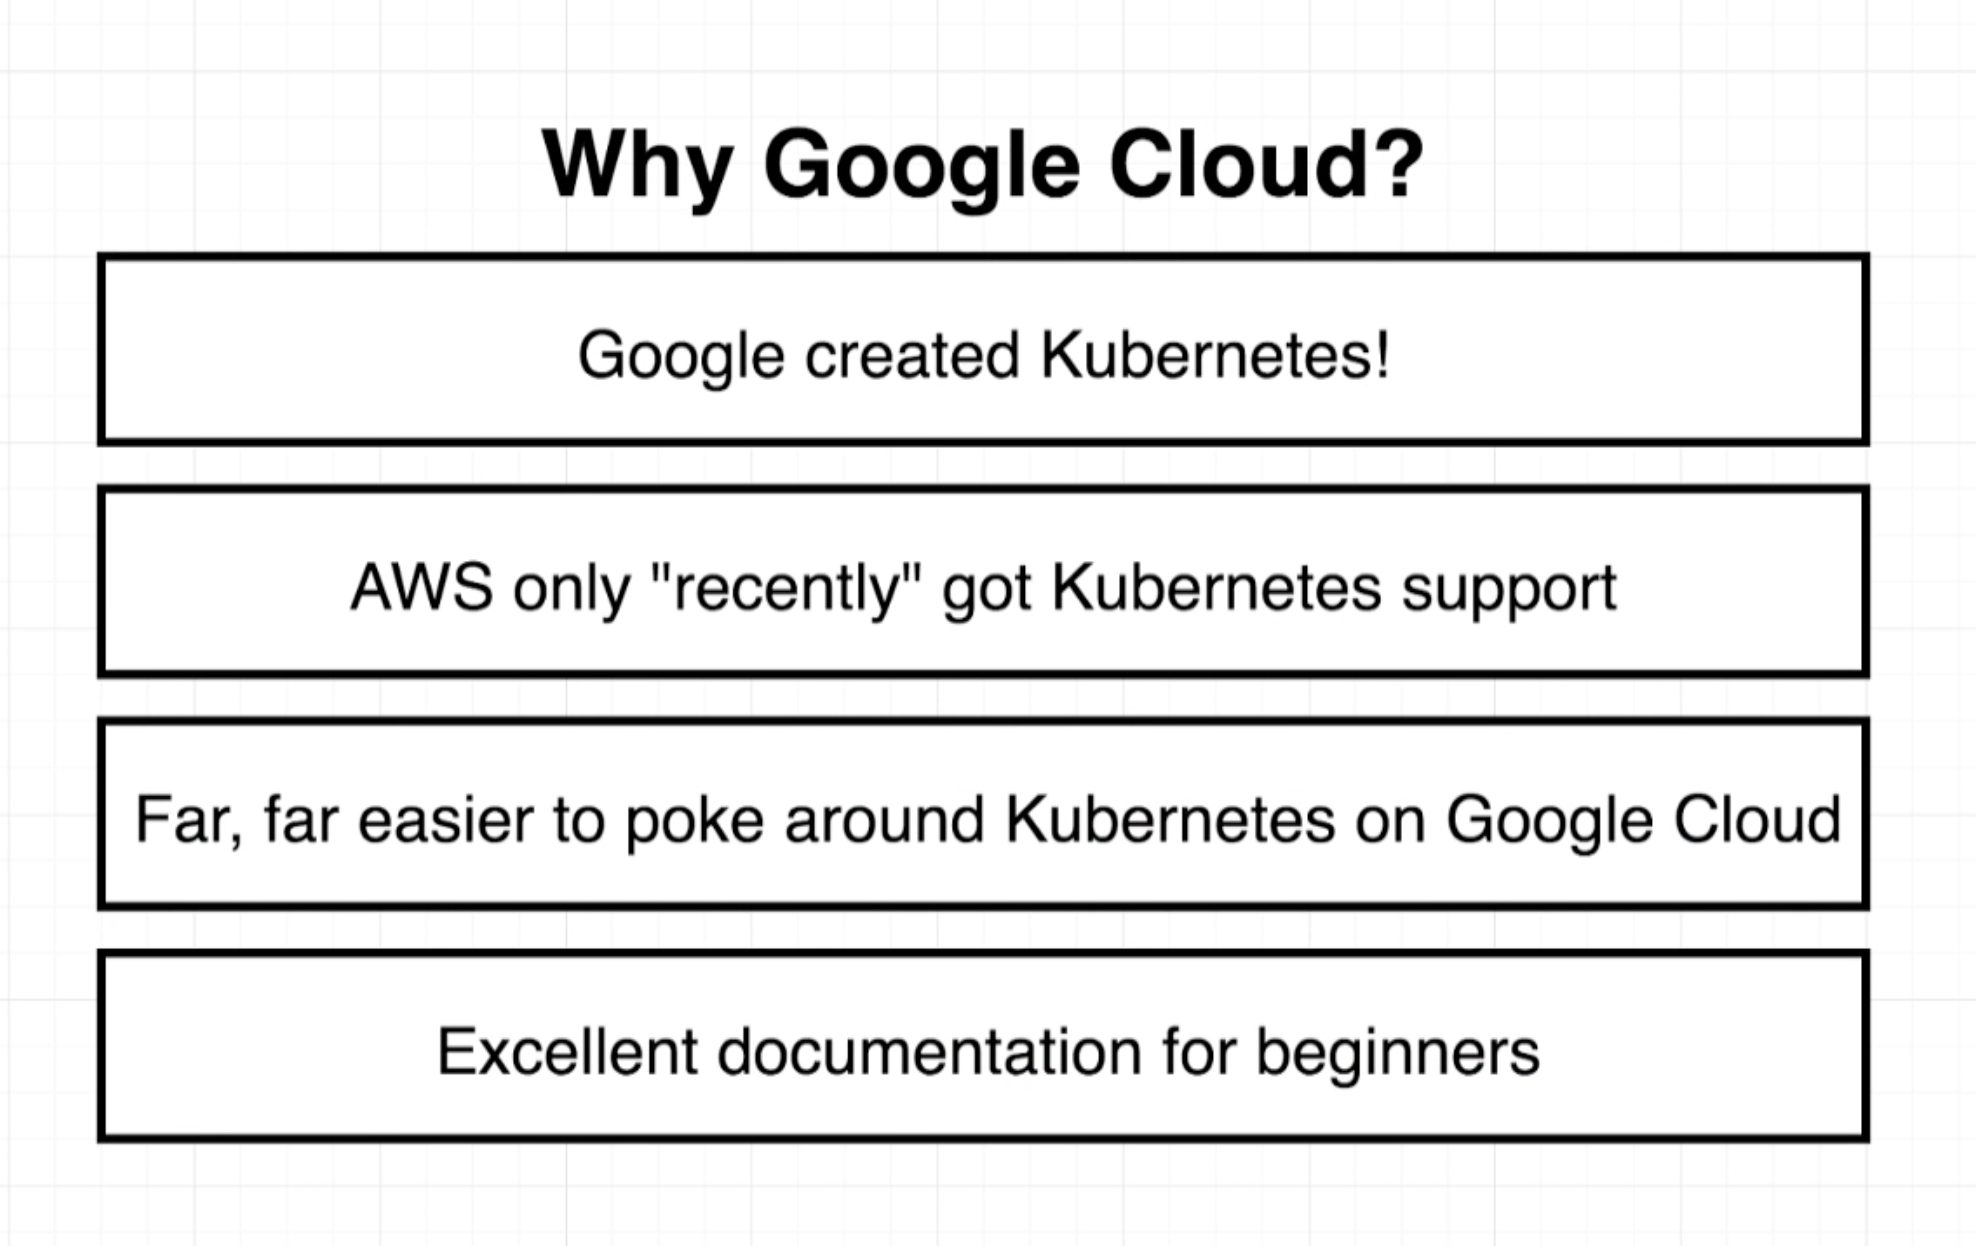 Why Google Cloud?
Google created Kubernetes!
AWS only "recently" got Kubernetes support
Far, far easier to poke around Kubernetes on Google Cloud
Excellent documentation for beginners